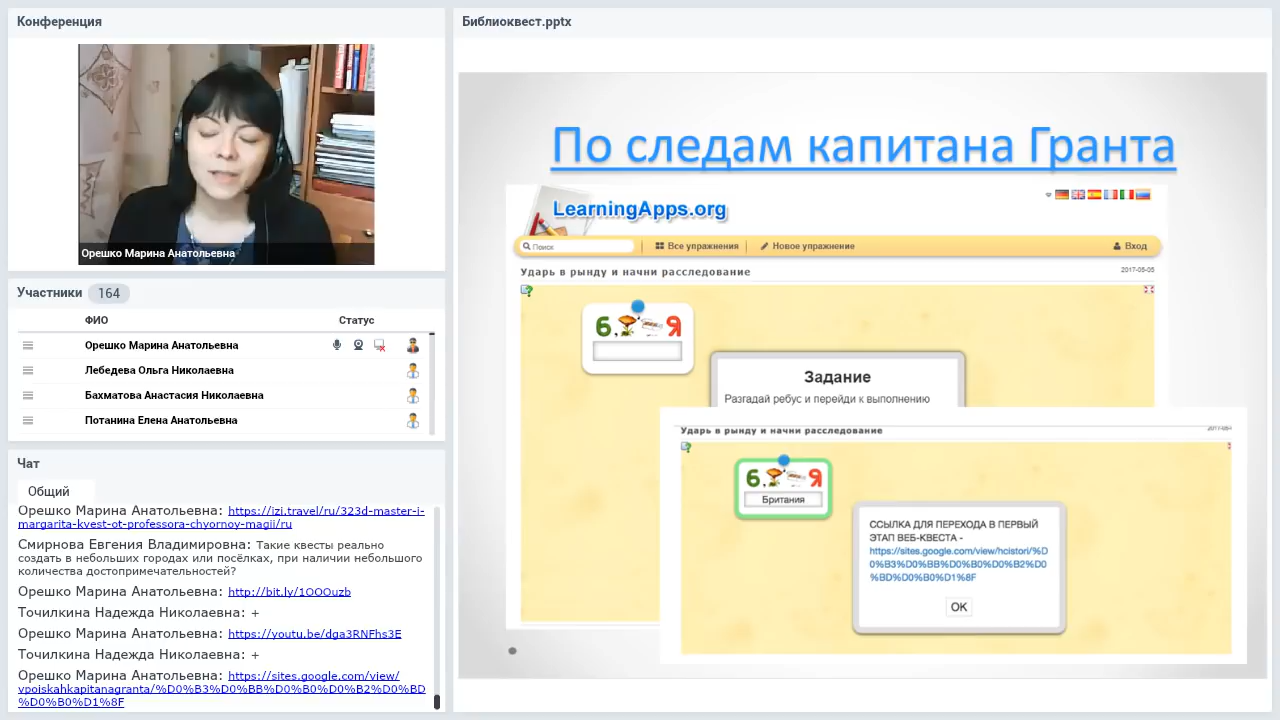 Конференция
Орешко Марина Анатольевна
Участники 164
ФИО Статус
Орешко Марина Анатольевна
Лебедева Ольга Николаевна
Бахматова Анастасия Николаевна
Потанина Елена Анатольевна
Чат
Общий
Орешко Марина Анатольевна: https://izi.travel/ru/323d-master-i-
margarita-kvest-ot-professora-chyornoy-magii/ru
Смирнова Евгения Владимировна: Такие квесты реально
создать в небольших городах или посёлках, при наличии небольшого
количества достопримечательностей?
Орешко Марина Анатольевна: http://bit.ly/1OOOuzb
Точилкина Надежда Николаевна: +
Орешко Марина Анатольевна: https://youtu.be/dga3RNFhs3E
Точилкина Надежда Николаевна: +
Орешко Марина Анатольевна: https://sites.google.com/view/
vpoiskahkapitanagranta/%D0%B3%D0%BB%D0%B0%D0%B2%D0%BD
%D0%B0%D1%8F
Библиоквест.pptx
По следам капитана Гранта
LearningApps.org
Поиск Все упражнения Новое упражнение Вход
Ударь в рынду и начни расследование 2017-05-05
Б, Я
Задание
Разгадай ребус и перейди к выполнению
Ударь в рынду и начни расследование
Б, Я
Британия
ССЫЛКА ДЛЯ ПЕРЕХОДА В ПЕРВЫЙ
ЭТАП ВЕБ-КВЕСТА -
https://sites.google.com/view/hcistori/%D
0%B3%D0%BB%D0%B0%D0%B2%D0
%BD%D0%B0%D1%8F
OK